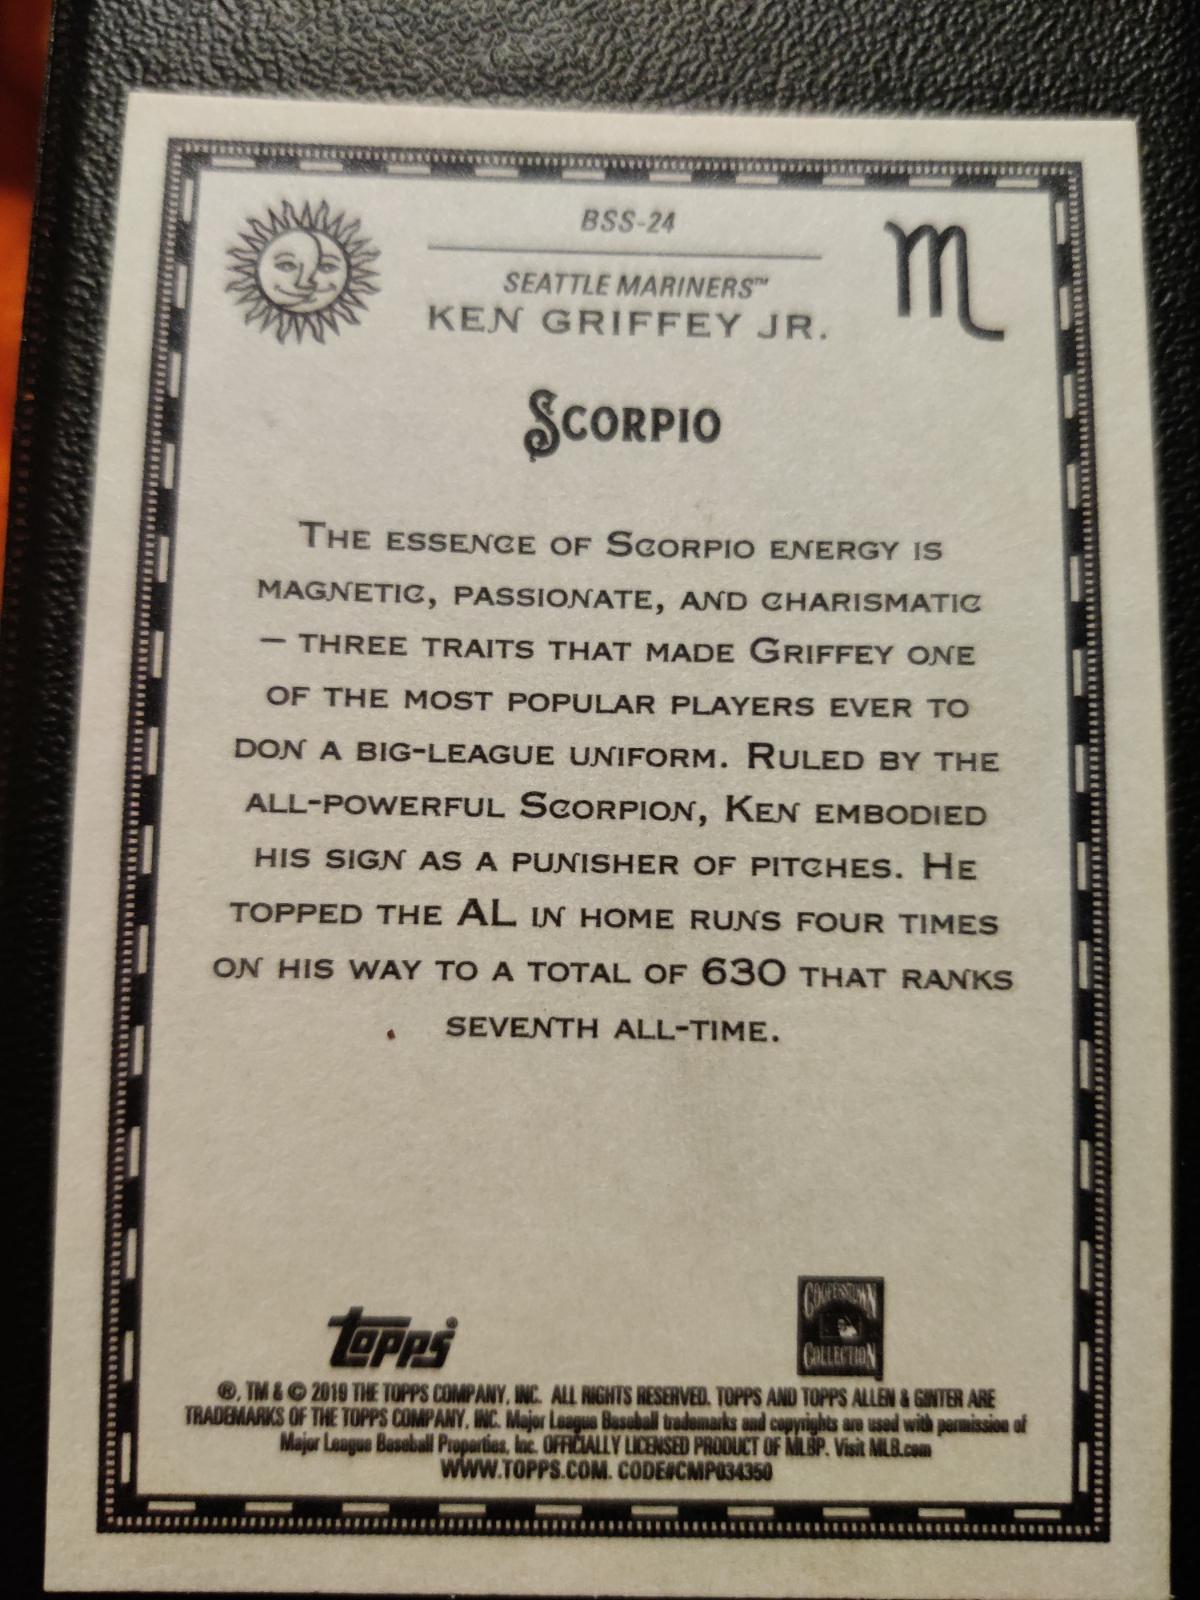 BSS-24
SEATTLE MARINERS™
KEN GRIFFEY JR.
SCORPIO
THE ESSENCE OF SCORPIO ENERGY IS
MAGNETIC, PASSIONATE, AND CHARISMATIC
– THREE TRAITS THAT MADE GRIFFEY ONE
OF THE MOST POPULAR PLAYERS EVER TO
DON A BIG-LEAGUE UNIFORM. RULED BY THE
ALL-POWERFUL SCORPION, KEN EMBODIED
HIS SIGN AS A PUNISHER OF PITCHES. HE
TOPPED THE AL IN HOME RUNS FOUR TIMES
ON HIS WAY TO A TOTAL OF 630 THAT RANKS
SEVENTH ALL-TIME.
topps®
COOPERSTOWN
COLLECTION
®, TM & © 2019 THE TOPPS COMPANY, INC. ALL RIGHTS RESERVED. TOPPS AND TOPPS ALLEN & GINTER ARE
TRADEMARKS OF THE TOPPS COMPANY, INC. Major League Baseball trademarks and copyrights are used with permission of
Major League Baseball Properties, Inc. OFFICIALLY LICENSED PRODUCT OF MLBP. Visit MLB.com
WWW.TOPPS.COM. CODE#CMP034350